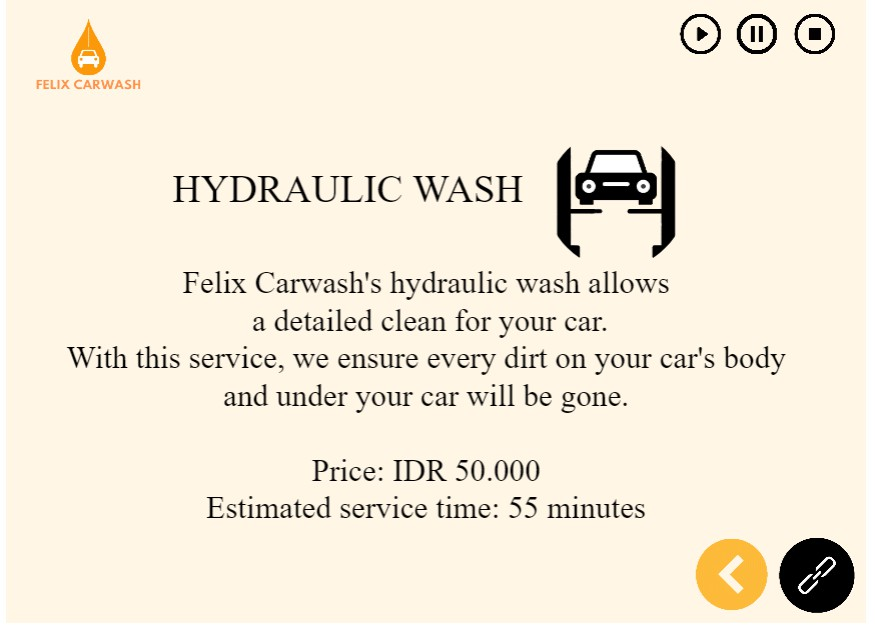 FELIX CARWASH
HYDRAULIC WASH
Felix Carwash's hydraulic wash allows
a detailed clean for your car.
With this service, we ensure every dirt on your car's body
and under your car will be gone.
Price: IDR 50.000
Estimated service time: 55 minutes